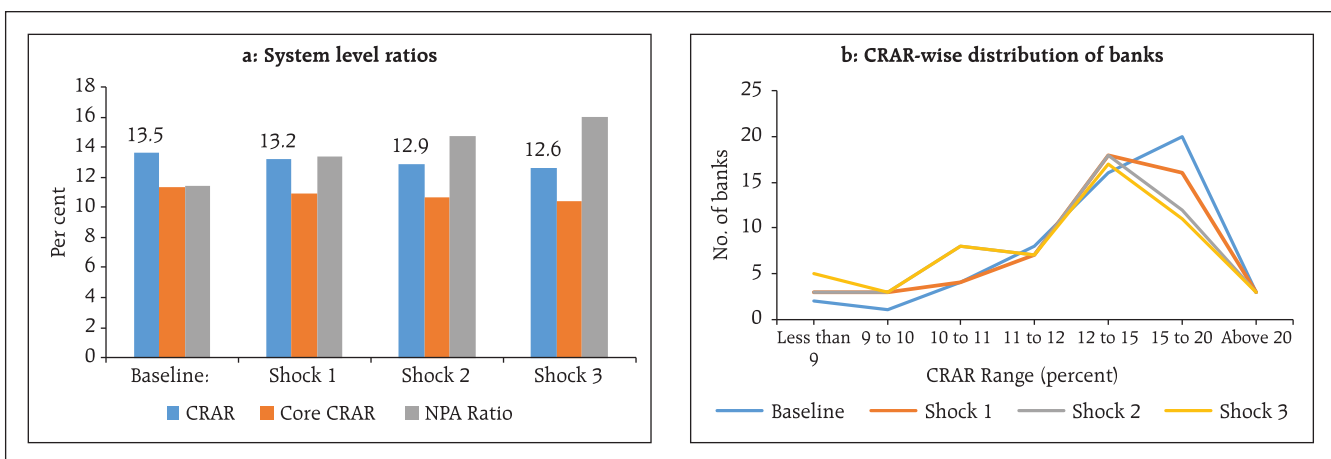 a: System level ratios
18
16
14
12
10
8
6
4
2
0
Per cent
13.5
13.2
12.9
12.6
Baseline:
Shock 1
Shock 2
Shock 3
CRAR
Core CRAR
NPA Ratio
b: CRAR-wise distribution of banks
25
20
15
10
5
0
No. of banks
Less than
9
9 to 10
10 to 11
11 to 12
12 to 15
15 to 20
Above 20
CRAR Range (percent)
Baseline
Shock 1
Shock 2
Shock 3